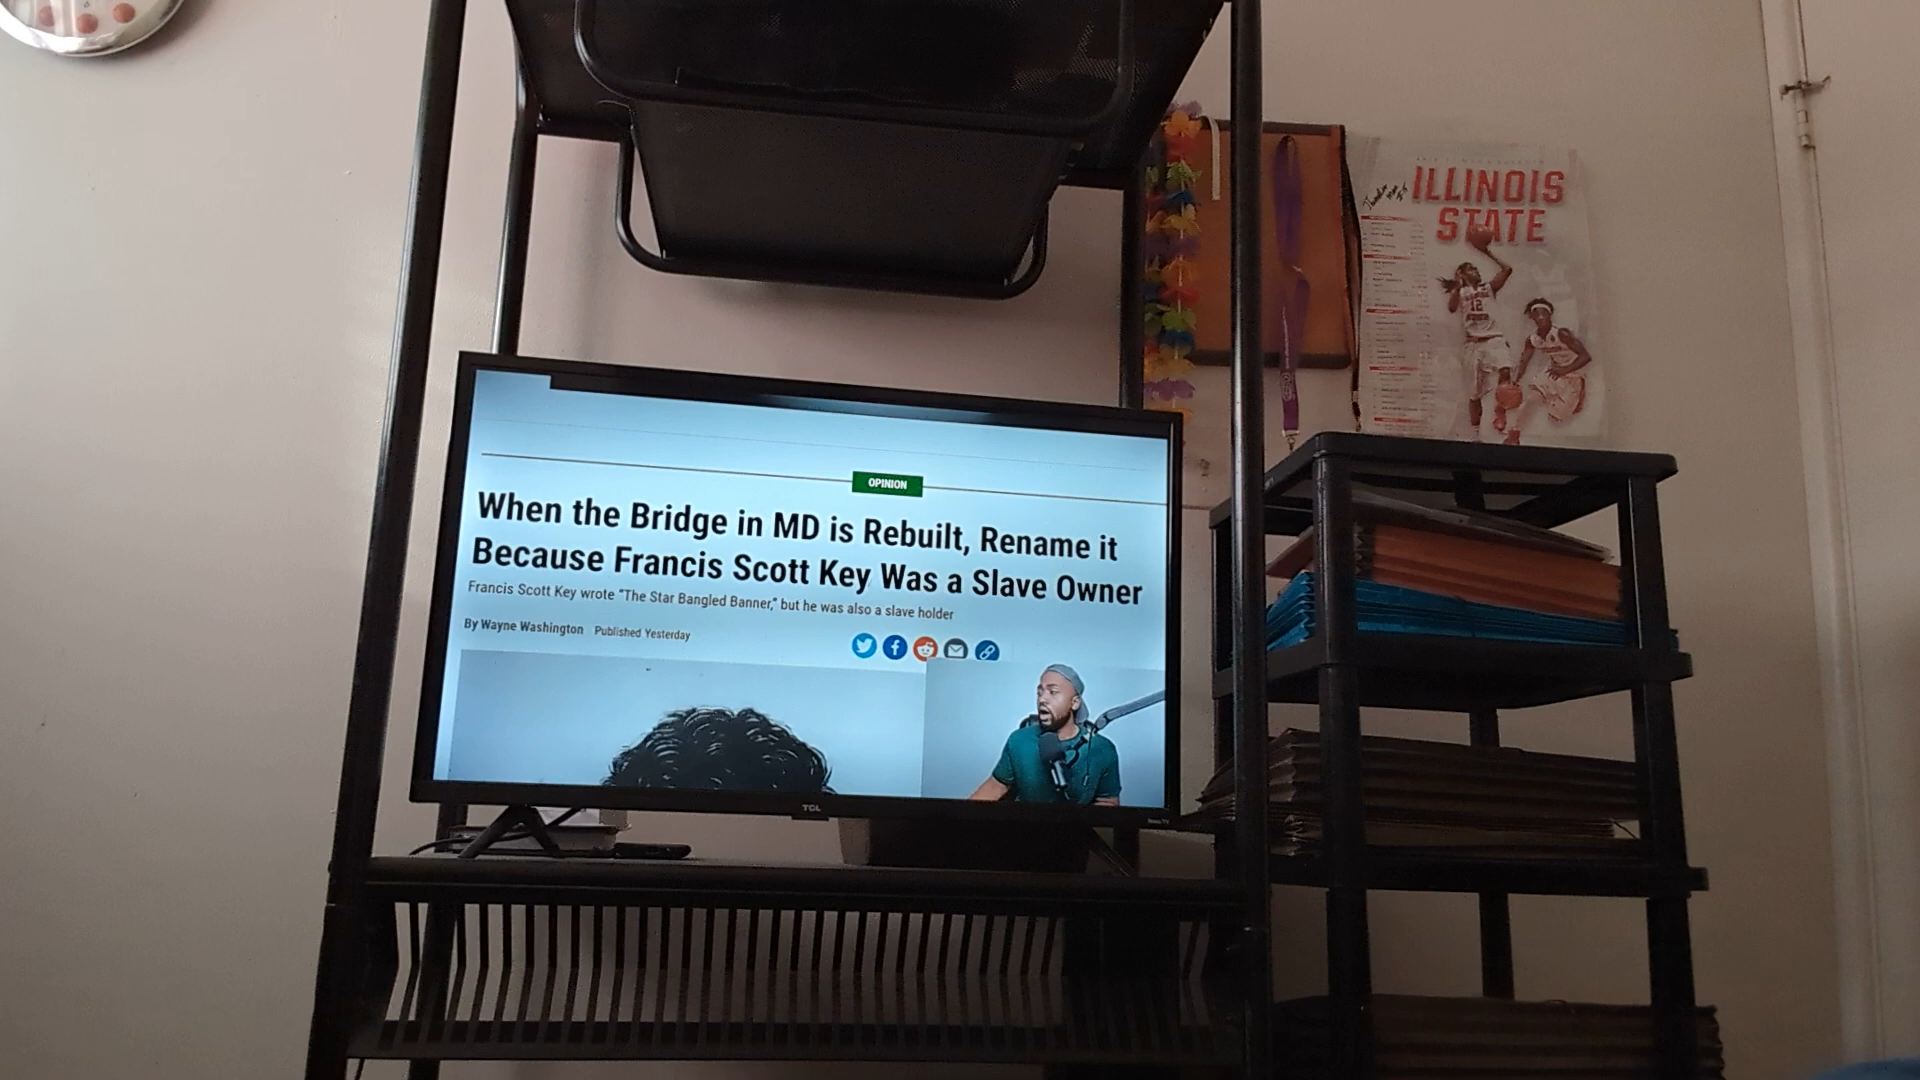 ILLINOIS
STATE
12
OPINION
When the Bridge in MD is Rebuilt, Rename it
Because Francis Scott Key Was a Slave Owner
Francis Scott Key wrote “The Star Bangled Banner,” but he was also a slave holder
By Wayne Washington Published Yesterday
TCL